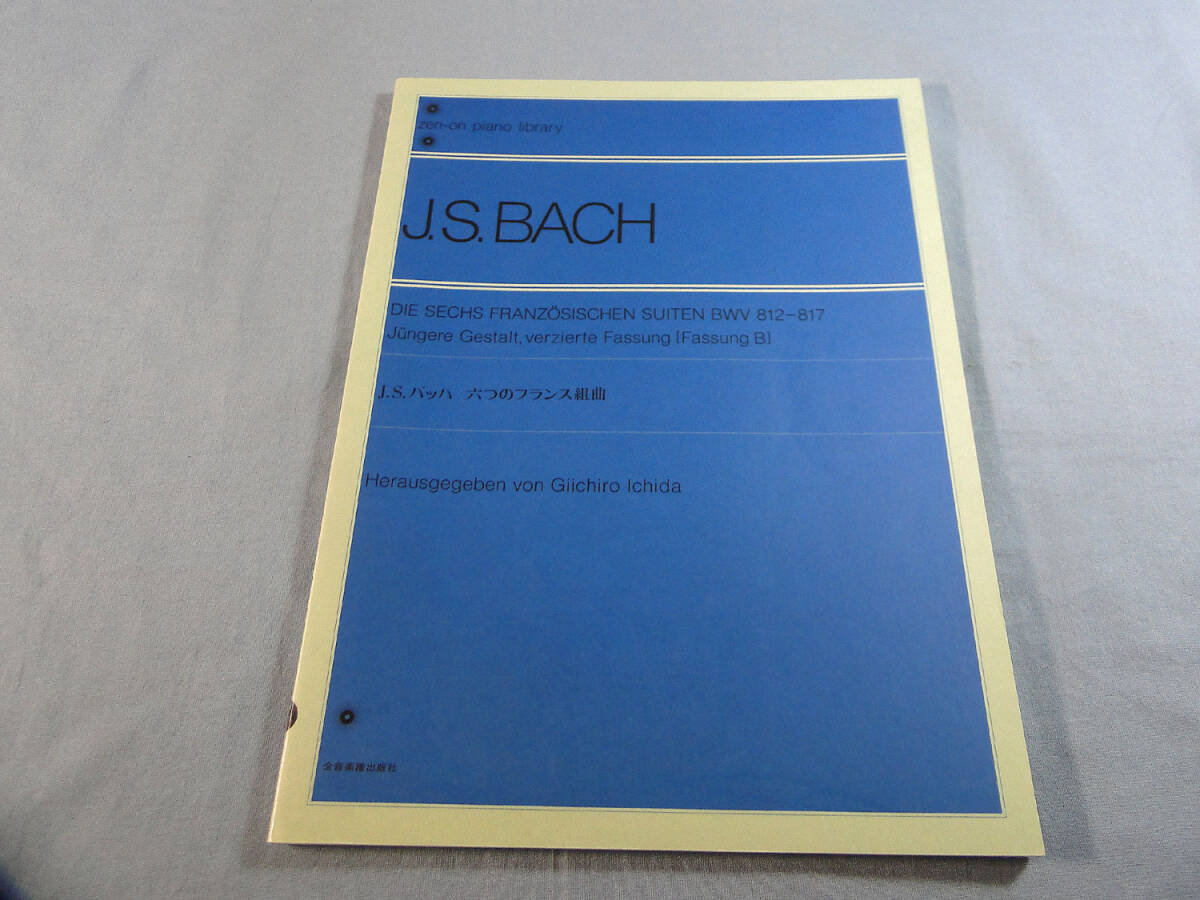 zen-on piano library
J.S. BACH
DIE SECHS FRANZÖSISCHEN SUITEN BWV 812–817
Jüngere Gestalt, verzierte Fassung [Fassung B]
J.S. バッハ 六つのフランス組曲
Herausgegeben von Giichiro Ichida
全音楽譜出版社